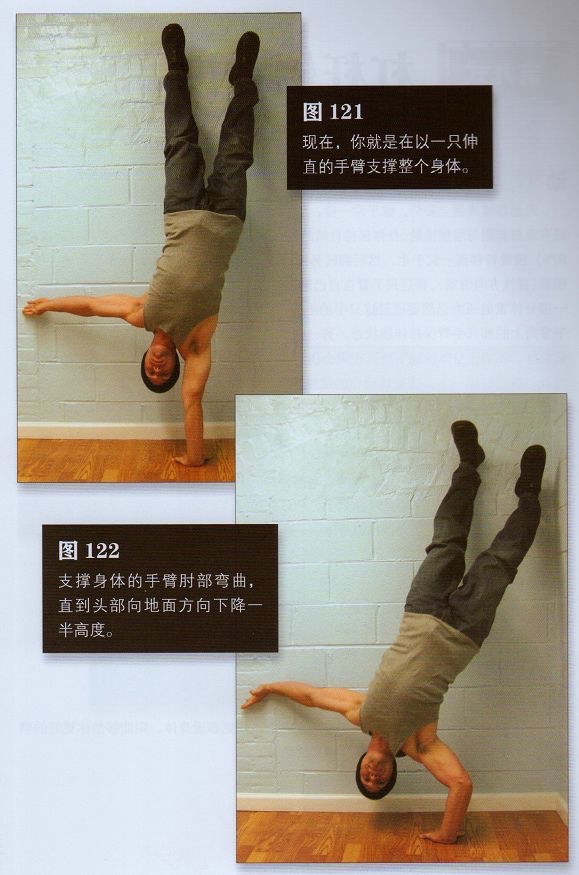 图 121
现在，你就是在以一只伸
直的手臂支撑整个身体。
图 122
支撑身体的手臂肘部弯曲，
直到头部向地面方向下降一
半高度。